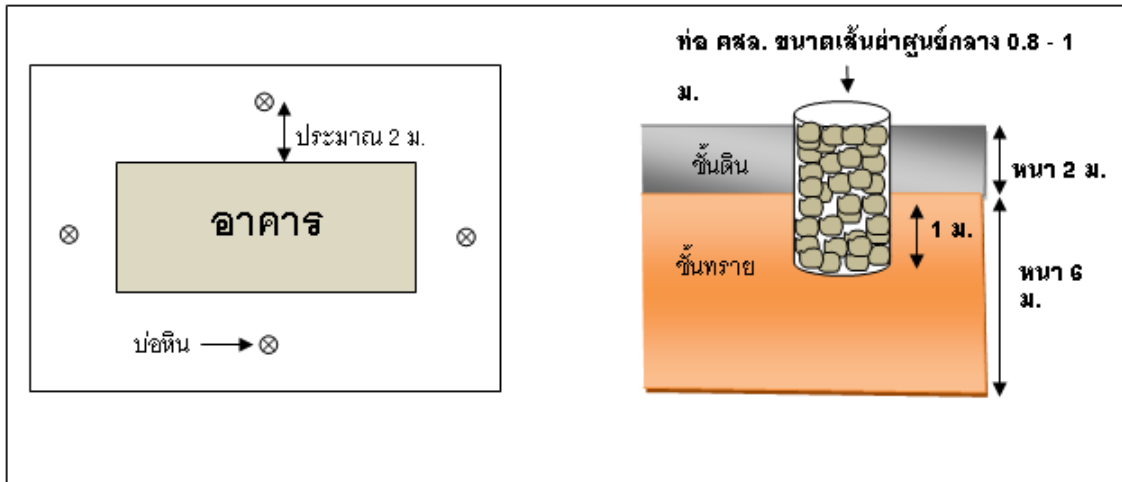 ประมาณ 2 ม.
อาคาร
บ่อหิน
ท่อ คสล. ขนาดเส้นผ่าศูนย์กลาง 0.8 - 1
ม.
ชั้นดิน
หนา 2 ม.
1 ม.
ชั้นทราย
หนา 6
ม.